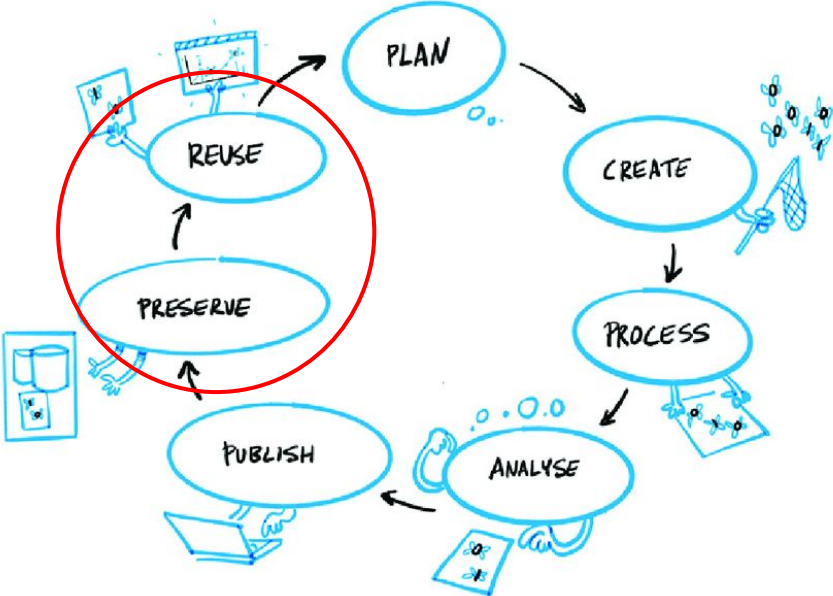 PLAN
CREATE
PROCESS
ANALYSE
PUBLISH
PRESERVE
REUSE